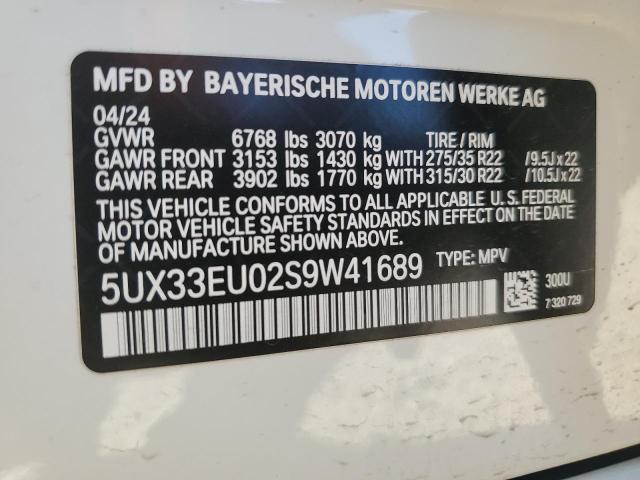 MFD BY BAYERISCHE MOTOREN WERKE AG
04/24
GVWR 6768 lbs 3070 kg TIRE / RIM
GAWR FRONT 3153 lbs 1430 kg WITH 275/35 R22 /9.5J x 22
GAWR REAR 3902 lbs 1770 kg WITH 315/30 R22 /10.5J x 22
THIS VEHICLE CONFORMS TO ALL APPLICABLE U. S. FEDERAL
MOTOR VEHICLE SAFETY STANDARDS IN EFFECT ON THE DATE
OF MANUFACTURE SHOWN ABOVE.
5UX33EU02S9W41689 TYPE: MPV
300U
7 320 729